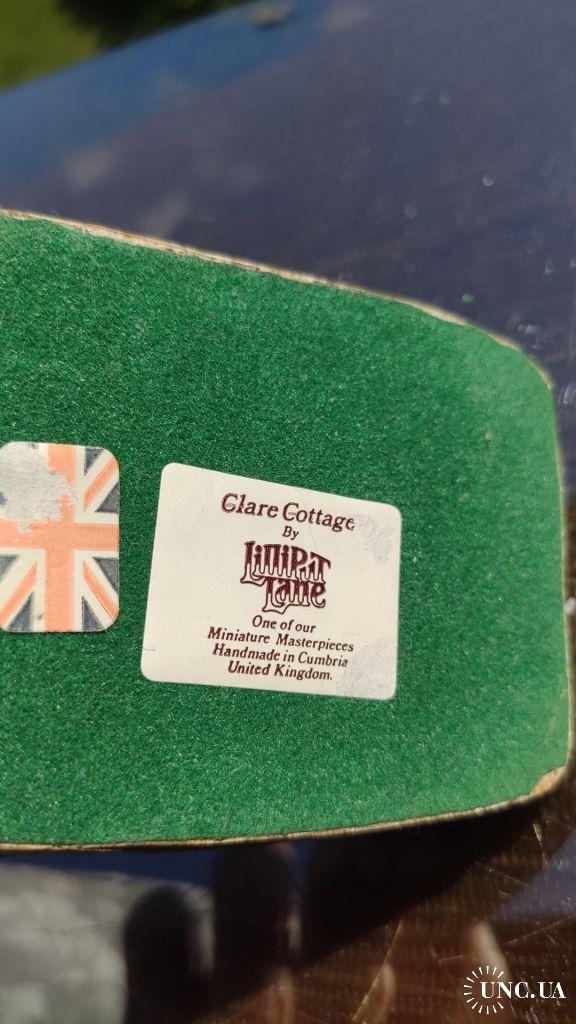 Clare Cottage
By
LilliPuT
Lane
One of our
Miniature Masterpieces
Handmade in Cumbria
United Kingdom.
UNC.UA